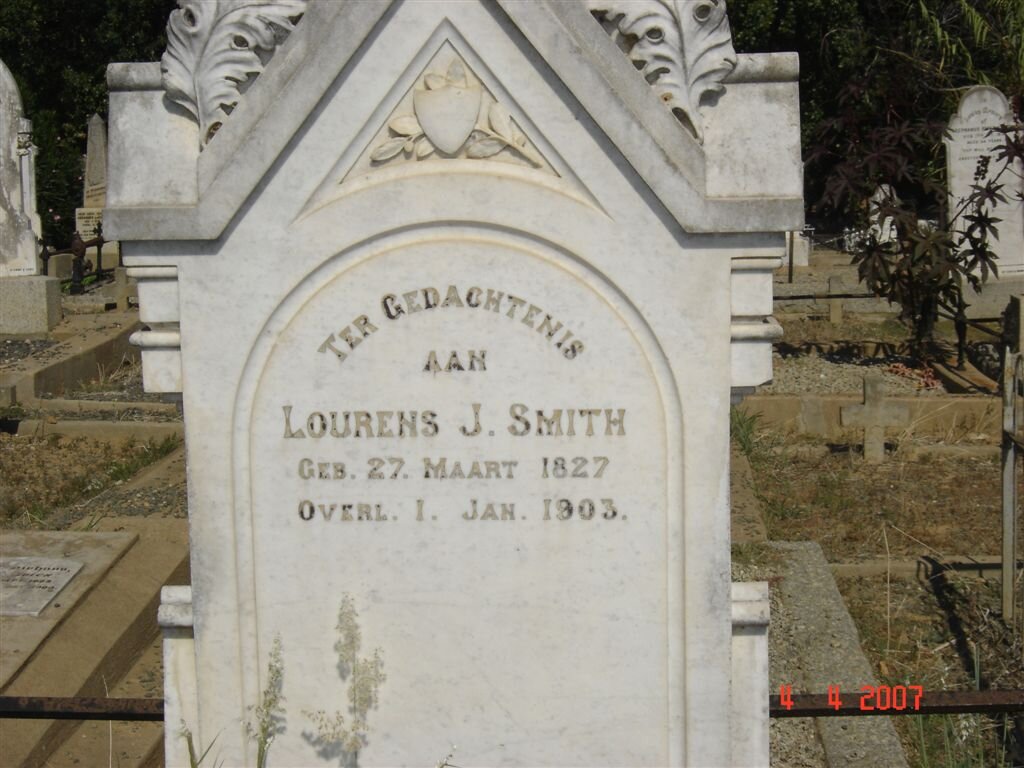 TER GEDACHTENIS
AAN
LOURENS J. SMITH
GEB. 27. MAART 1827
OVERL. 1. JAN. 1903.
4 4 2007